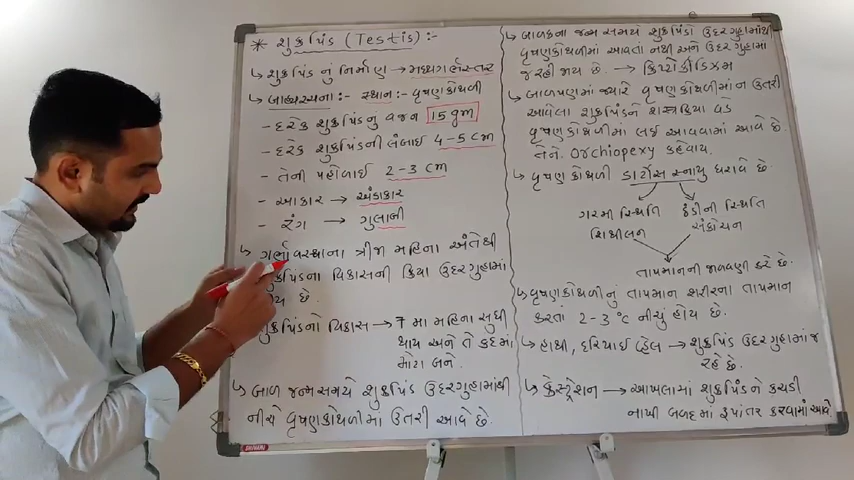 * શુક્રપિંડ (Testis) :-
↳ શુક્રપિંડ નું નિર્માણ → મધ્યગર્ભસ્તર
↳ બાહ્યરચના :- સ્થાન :- વૃષણકોથળી
- દરેક શુક્રપિંડનુ વજન 15 gm
- દરેક શુક્રપિંડની લંબાઈ 4-5 cm
- તેની પહોળાઈ 2-3 cm
- આકાર → અંડાકાર
- રંગ → ગુલાબી
↳ ગર્ભાવસ્થાના ત્રીજા મહિના અંતેથી
શુક્રપિંડના વિકાસની ક્રિયા ઉદરગુહામાં
હોય છે.
શુક્રપિંડનો વિકાસ → 7 મા મહિના સુધી
થાય અને તે કદમાં
મોટા બને.
↳ બાળ જન્મસમયે શુક્રપિંડ ઉદરગુહામાંથી
નીચે વૃષણકોથળીમાં ઉતરી આવે છે.
↳ બાળકના જન્મ સમયે શુક્રપિંડો ઉદરગુહામાંથી
વૃષણકોથળીમાં આવતા નથી અને ઉદરગુહામાં
જ રહી જાય છે. → ક્રિપ્ટોર્કીડિઝમ
↳ બાળપણમાં જ્યારે વૃષણકોથળીમાં ન ઉતરી
આવેલા શુક્રપિંડને શસ્ત્રક્રિયા વડે
વૃષણકોથળીમાં લઈ આવવામાં આવે છે.
તેને Orchiopexy કહેવાય.
↳ વૃષણકોથળી ડાર્ટોસ સ્નાયુ ધરાવે છે.
ગરમી સ્થિતિ ઠંડીની સ્થિતિ
શિથીલન સંકોચન
તાપમાનની જાળવણી કરે છે.
↳ વૃષણકોથળીનું તાપમાન શરીરના તાપમાન
કરતાં 2-3 °C નીચું હોય છે.
↳ હાથી, દરિયાઈ વ્હેલ → શુક્રપિંડ ઉદરગુહામાં જ
રહે છે.
↳ કેસ્ટ્રેશન → આખલામાં શુક્રપિંડને કચડી
નાખી બળદમાં રૂપાંતર કરવામાં આવે